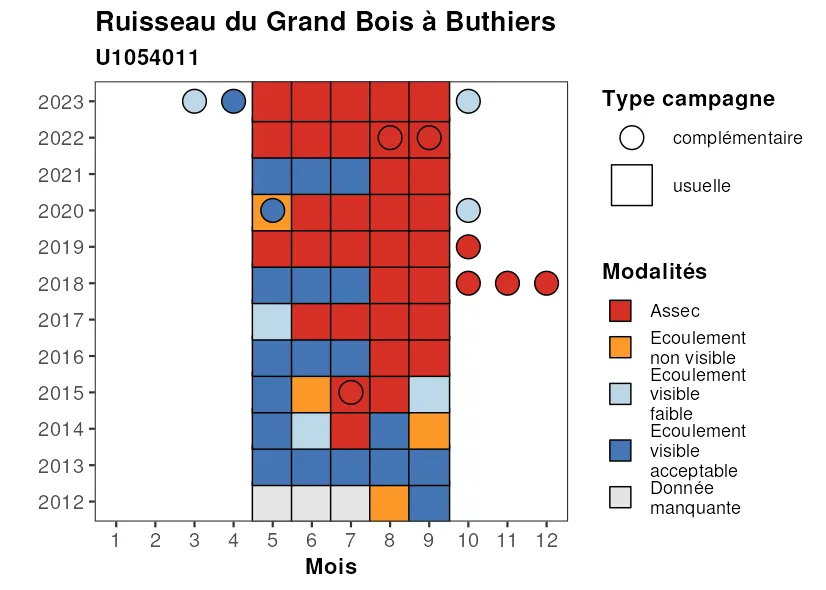 Ruisseau du Grand Bois à Buthiers
U1054011
2023
2022
2021
2020
2019
2018
2017
2016
2015
2014
2013
2012
1 2 3 4 5 6 7 8 9 10 11 12
Mois
Type campagne
complémentaire
usuelle
Modalités
Assec
Ecoulement
non visible
Ecoulement
visible
faible
Ecoulement
visible
acceptable
Donnée
manquante